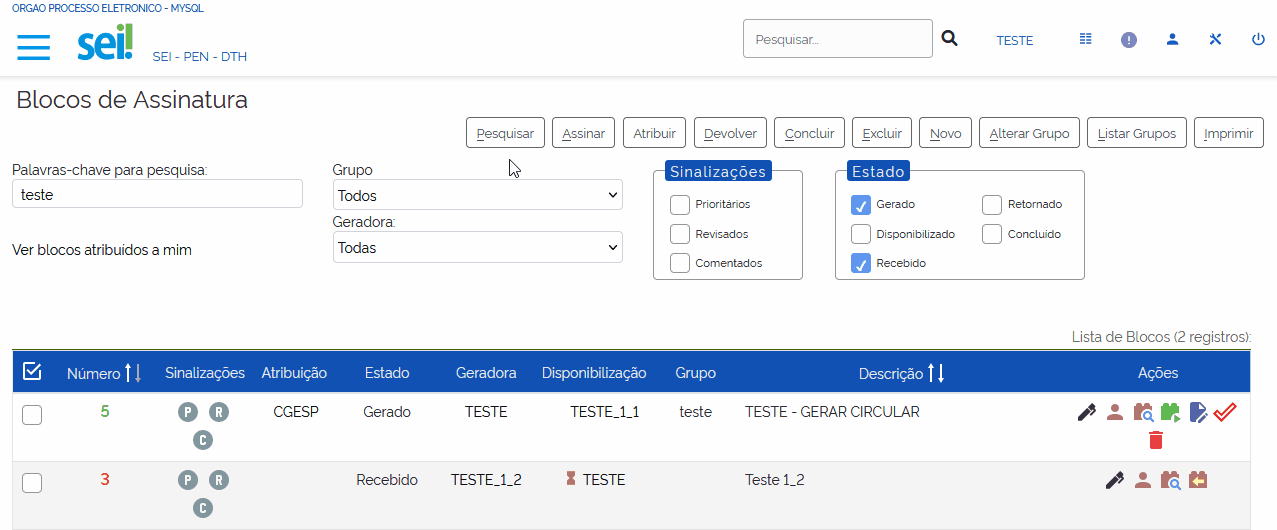 ORGAO PROCESSO ELETRONICO - MYSQL
sei!
SEI - PEN - DTH
Pesquisar...
TESTE
Blocos de Assinatura
Pesquisar Assinar Atribuir Devolver Concluir Excluir Novo Alterar Grupo Listar Grupos Imprimir
Palavras-chave para pesquisa:
teste
Ver blocos atribuídos a mim
Grupo
Todos
Geradora:
Todas
Sinalizações
Prioritários
Revisados
Comentados
Estado
Gerado Retornado
Disponibilizado Concluído
Recebido
Lista de Blocos (2 registros):
Número Sinalizações Atribuição Estado Geradora Disponibilização Grupo Descrição Ações
5 P R CGESP Gerado TESTE TESTE_1_1 teste TESTE - GERAR CIRCULAR
C
3 P R Recebido TESTE_1_2 TESTE Teste 1_2
C